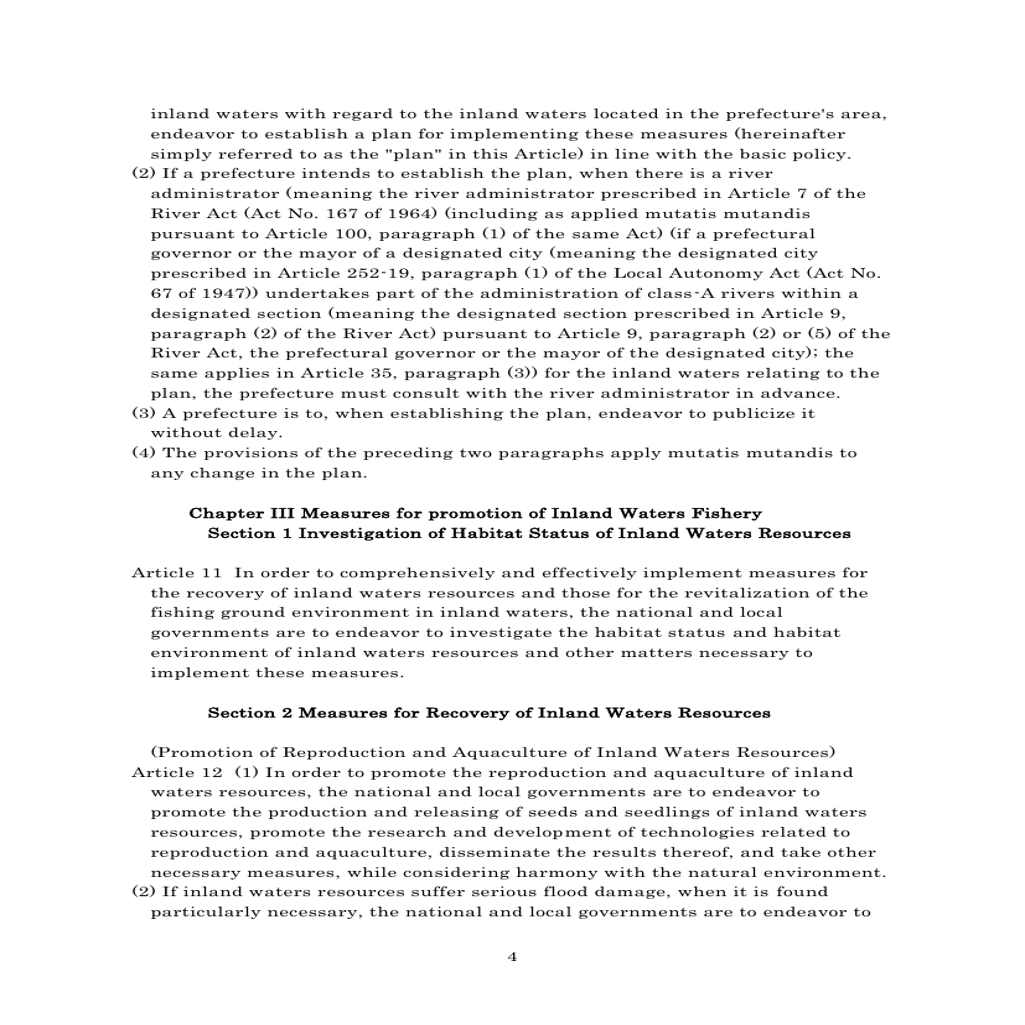 inland waters with regard to the inland waters located in the prefecture's area,
endeavor to establish a plan for implementing these measures (hereinafter
simply referred to as the "plan" in this Article) in line with the basic policy.
(2) If a prefecture intends to establish the plan, when there is a river
administrator (meaning the river administrator prescribed in Article 7 of the
River Act (Act No. 167 of 1964) (including as applied mutatis mutandis
pursuant to Article 100, paragraph (1) of the same Act) (if a prefectural
governor or the mayor of a designated city (meaning the designated city
prescribed in Article 252-19, paragraph (1) of the Local Autonomy Act (Act No.
67 of 1947)) undertakes part of the administration of class-A rivers within a
designated section (meaning the designated section prescribed in Article 9,
paragraph (2) of the River Act) pursuant to Article 9, paragraph (2) or (5) of the
River Act, the prefectural governor or the mayor of the designated city); the
same applies in Article 35, paragraph (3)) for the inland waters relating to the
plan, the prefecture must consult with the river administrator in advance.
(3) A prefecture is to, when establishing the plan, endeavor to publicize it
without delay.
(4) The provisions of the preceding two paragraphs apply mutatis mutandis to
any change in the plan.
Chapter III Measures for promotion of Inland Waters Fishery
Section 1 Investigation of Habitat Status of Inland Waters Resources
Article 11 In order to comprehensively and effectively implement measures for
the recovery of inland waters resources and those for the revitalization of the
fishing ground environment in inland waters, the national and local
governments are to endeavor to investigate the habitat status and habitat
environment of inland waters resources and other matters necessary to
implement these measures.
Section 2 Measures for Recovery of Inland Waters Resources
(Promotion of Reproduction and Aquaculture of Inland Waters Resources)
Article 12 (1) In order to promote the reproduction and aquaculture of inland
waters resources, the national and local governments are to endeavor to
promote the production and releasing of seeds and seedlings of inland waters
resources, promote the research and development of technologies related to
reproduction and aquaculture, disseminate the results thereof, and take other
necessary measures, while considering harmony with the natural environment.
(2) If inland waters resources suffer serious flood damage, when it is found
particularly necessary, the national and local governments are to endeavor to
4